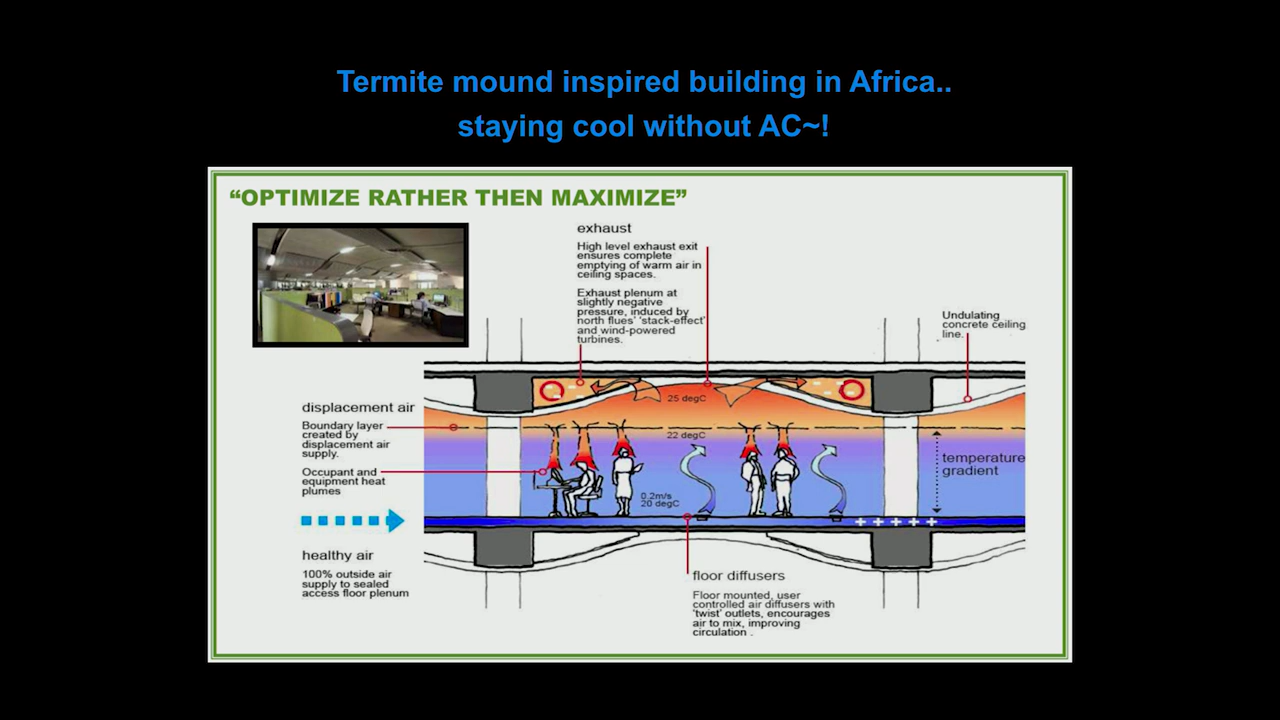 Termite mound inspired building in Africa..
staying cool without AC~!
“OPTIMIZE RATHER THEN MAXIMIZE”
exhaust
High level exhaust exit
ensures complete
emptying of warm air in
ceiling spaces.
Exhaust plenum at
slightly negative
pressure, induced by
north flues’ ‘stack-effect’
and wind-powered
turbines.
Undulating
concrete ceiling
line.
displacement air
Boundary layer
created by
displacement air
supply.
Occupant and
equipment heat
plumes
25 degC
22 degC
temperature
gradient
0.2m/s
20 degC
+ + + + +
healthy air
100% outside air
supply to sealed
access floor plenum
floor diffusers
Floor mounted, user
controlled air diffusers with
‘twist’ outlets, encourages
air to mix, improving
circulation .